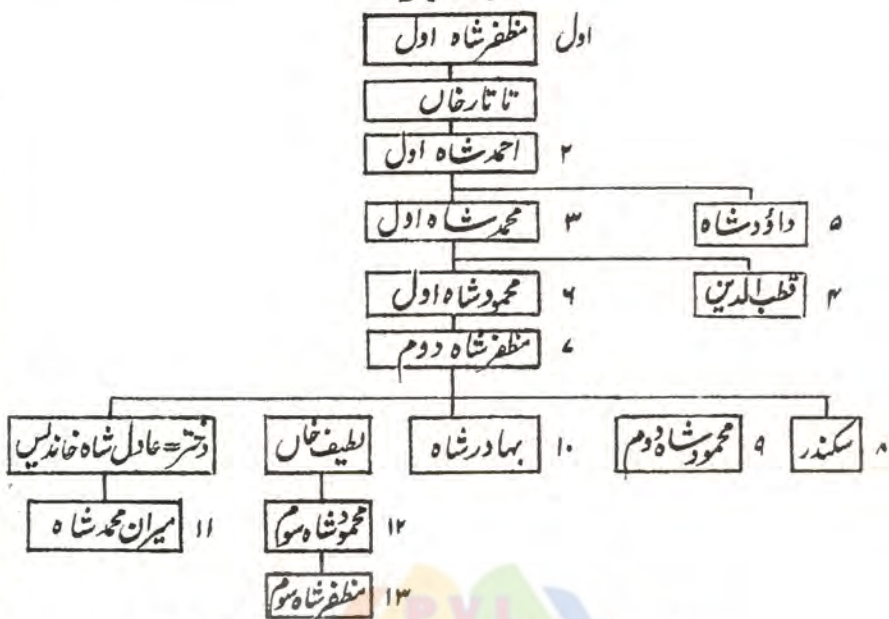 اول مظفر شاہ اول
تاتار خاں
۲ احمد شاہ اول
۵ داؤد شاہ ۳ محمد شاہ اول
۴ قطب الدین ۶ محمود شاہ اول
۷ مظفر شاہ دوم
۸ سکندر ۹ محمود شاہ دوم ۱۰ بہادر شاہ لطیف خاں دختر = عادل شاہ خاندیس
۱۲ محمود شاہ سوم ۱۱ میران محمد شاہ
۱۳ مظفر شاہ سوم